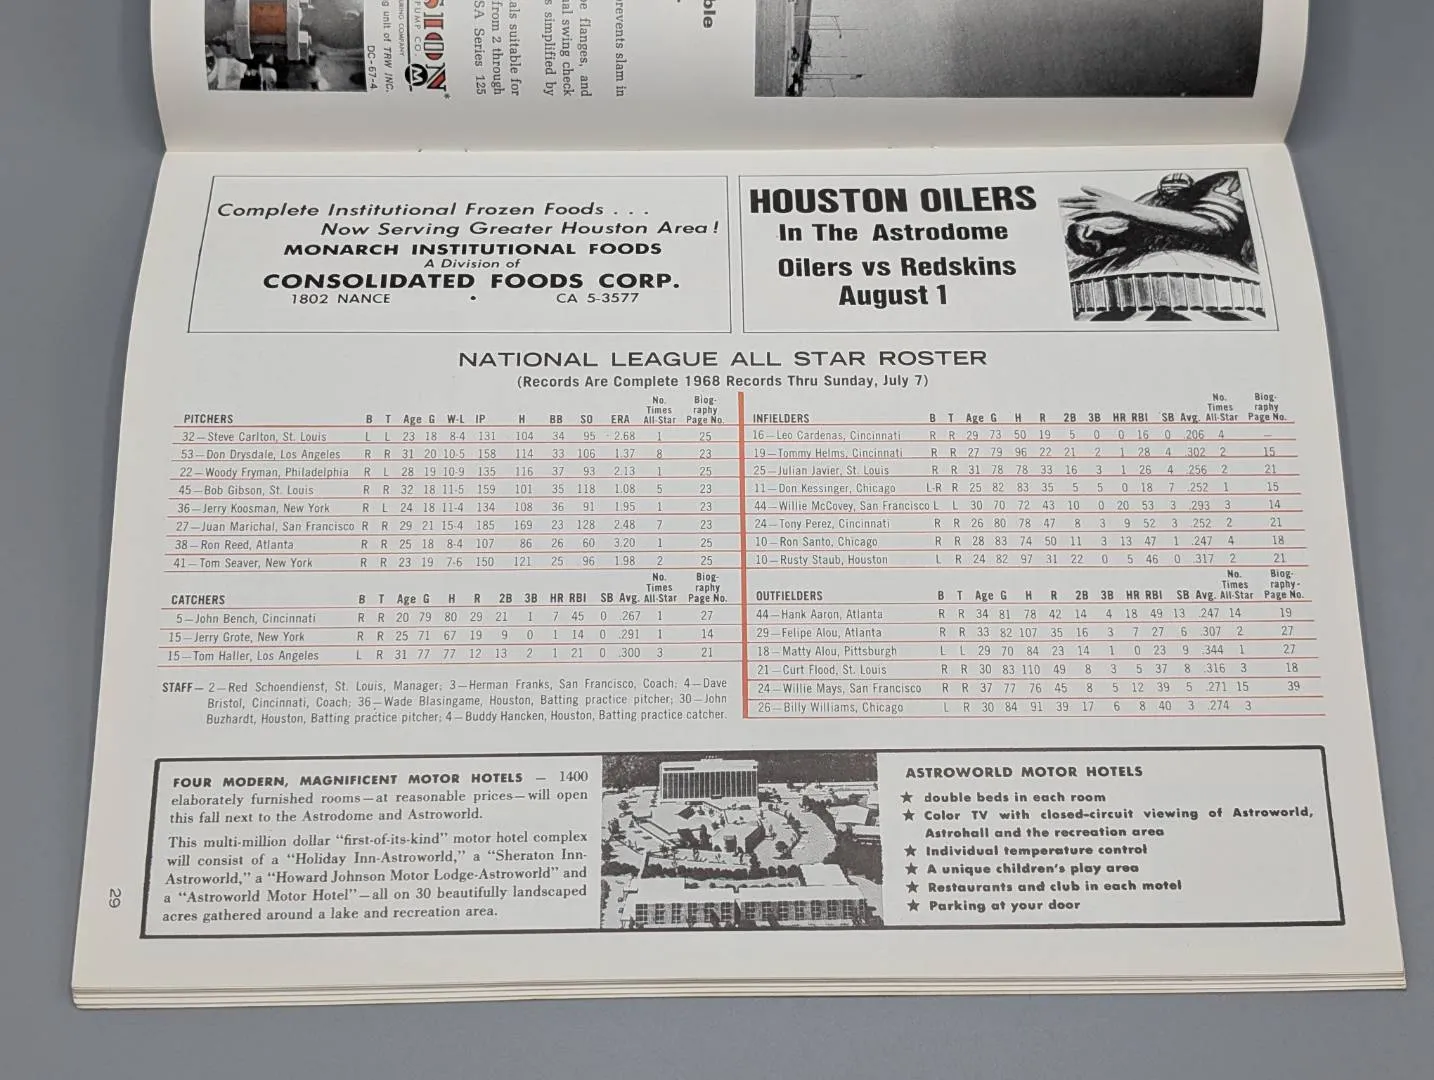 ble
revents slam in
e flanges, and
ual swing check
s simplified by
als suitable for
from 2 through
SA Series 125
SION
PUMP CO.
URING COMPANY
g unit of TRW INC.
DC-67-4
M
Complete Institutional Frozen Foods . . .
Now Serving Greater Houston Area!
MONARCH INSTITUTIONAL FOODS
A Division of
CONSOLIDATED FOODS CORP.
1802 NANCE • CA 5-3577
HOUSTON OILERS
In The Astrodome
Oilers vs Redskins
August 1
NATIONAL LEAGUE ALL STAR ROSTER
(Records Are Complete 1968 Records Thru Sunday, July 7)
PITCHERS B T Age G W-L IP H BB SO ERA No. Times All-Star Biography Page No.
32—Steve Carlton, St. Louis L L 23 18 8-4 131 104 34 95 2.68 1 25
53—Don Drysdale, Los Angeles R R 31 20 10-5 158 114 33 106 1.37 8 23
22—Woody Fryman, Philadelphia R L 28 19 10-9 135 116 37 93 2.13 1 25
45—Bob Gibson, St. Louis R R 32 18 11-5 159 101 35 118 1.08 5 23
36—Jerry Koosman, New York R L 24 18 11-4 134 108 36 91 1.95 1 23
27—Juan Marichal, San Francisco R R 29 21 15-4 185 169 23 128 2.48 7 23
38—Ron Reed, Atlanta R R 25 18 8-4 107 86 26 60 3.20 1 25
41—Tom Seaver, New York R R 23 19 7-6 150 121 25 96 1.98 2 25
CATCHERS B T Age G H R 2B 3B HR RBI SB Avg. No. Times All-Star Biography Page No.
5—John Bench, Cincinnati R R 20 79 80 29 21 1 7 45 0 .267 1 27
15—Jerry Grote, New York R R 25 71 67 19 9 0 1 14 0 .291 1 14
15—Tom Haller, Los Angeles L R 31 77 77 12 13 2 1 21 0 .300 3 21
STAFF— 2—Red Schoendienst, St. Louis, Manager; 3—Herman Franks, San Francisco, Coach; 4—Dave
Bristol, Cincinnati, Coach; 36—Wade Blasingame, Houston, Batting practice pitcher; 30—John
Buzhardt, Houston, Batting practice pitcher; 4—Buddy Hancken, Houston, Batting practice catcher.
INFIELDERS B T Age G H R 2B 3B HR RBI SB Avg. No. Times All-Star Biography Page No.
16—Leo Cardenas, Cincinnati R R 29 73 50 19 5 0 0 16 0 .206 4 —
19—Tommy Helms, Cincinnati R R 27 79 96 22 21 2 1 28 4 .302 2 15
25—Julian Javier, St. Louis R R 31 78 78 33 16 3 1 26 4 .256 2 21
11—Don Kessinger, Chicago L-R R 25 82 83 35 5 5 0 18 7 .252 1 15
44—Willie McCovey, San Francisco L L 30 70 72 43 10 0 20 53 3 .293 3 14
24—Tony Perez, Cincinnati R R 26 80 78 47 8 3 9 52 3 .252 2 21
10—Ron Santo, Chicago R R 28 83 74 50 11 3 13 47 1 .247 4 18
10—Rusty Staub, Houston L R 24 82 97 31 22 0 5 46 0 .317 2 21
OUTFIELDERS B T Age G H R 2B 3B HR RBI SB Avg. No. Times All-Star Biography- Page No.
44—Hank Aaron, Atlanta R R 34 81 78 42 14 4 18 49 13 .247 14 19
29—Felipe Alou, Atlanta R R 33 82 107 35 16 3 7 27 6 .307 2 27
18—Matty Alou, Pittsburgh L L 29 70 84 23 14 1 0 23 9 .344 1 27
21—Curt Flood, St. Louis R R 30 83 110 49 8 3 5 37 8 .316 3 18
24—Willie Mays, San Francisco R R 37 77 76 45 8 5 12 39 5 .271 15 39
26—Billy Williams, Chicago L R 30 84 91 39 17 6 8 40 3 .274 3
FOUR MODERN, MAGNIFICENT MOTOR HOTELS — 1400
elaborately furnished rooms—at reasonable prices—will open
this fall next to the Astrodome and Astroworld.
This multi-million dollar "first-of-its-kind" motor hotel complex
will consist of a "Holiday Inn-Astroworld," a "Sheraton Inn-
Astroworld," a "Howard Johnson Motor Lodge-Astroworld" and
a "Astroworld Motor Hotel"—all on 30 beautifully landscaped
acres gathered around a lake and recreation area.
ASTROWORLD MOTOR HOTELS
★ double beds in each room
★ Color TV with closed-circuit viewing of Astroworld,
Astrohall and the recreation area
★ Individual temperature control
★ A unique children's play area
★ Restaurants and club in each motel
★ Parking at your door
29